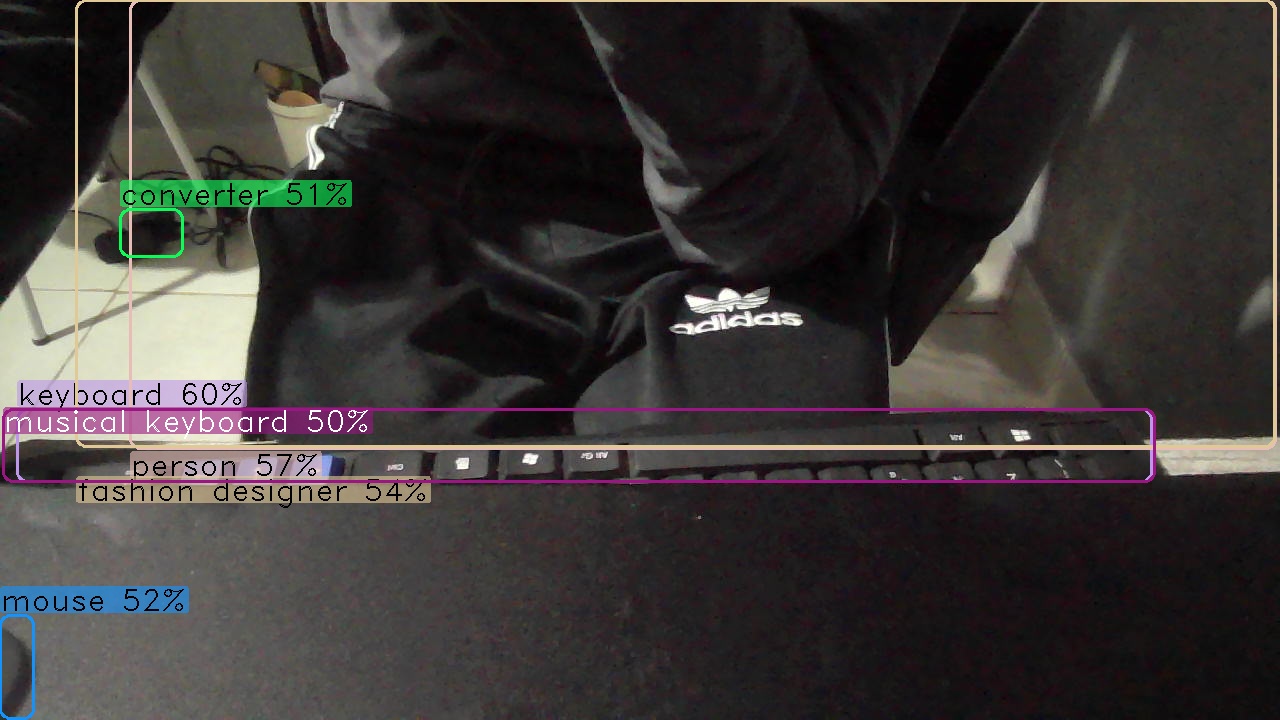 converter 51%
adidas
keyboard 60%
musical keyboard 50%
person 57%
fashion designer 54%
mouse 52%